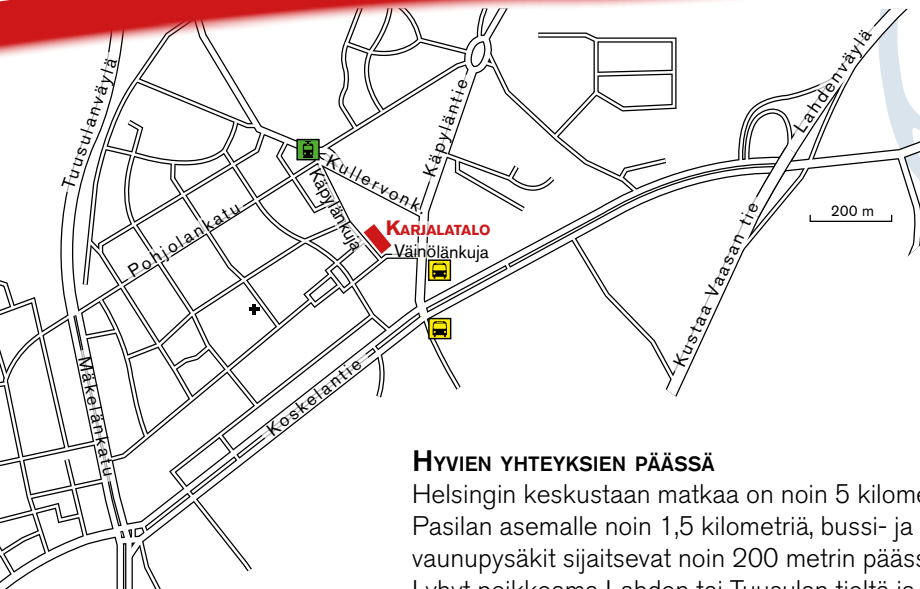 Tuusulanväylä
Lahdenväylä
Käpyläntie
Kullervonk.
Käpylänkuja
Pohjolankatu
KARJALATALO
Väinölänkuja
200 m
Kustaa Vaasan tie
Mäkelänkatu
Koskelantie
HYVIEN YHTEYKSIEN PÄÄSSÄ
Helsingin keskustaan matkaa on noin 5 kilome
Pasilan asemalle noin 1,5 kilometriä, bussi- ja
vaunupysäkit sijaitsevat noin 200 metrin pääss